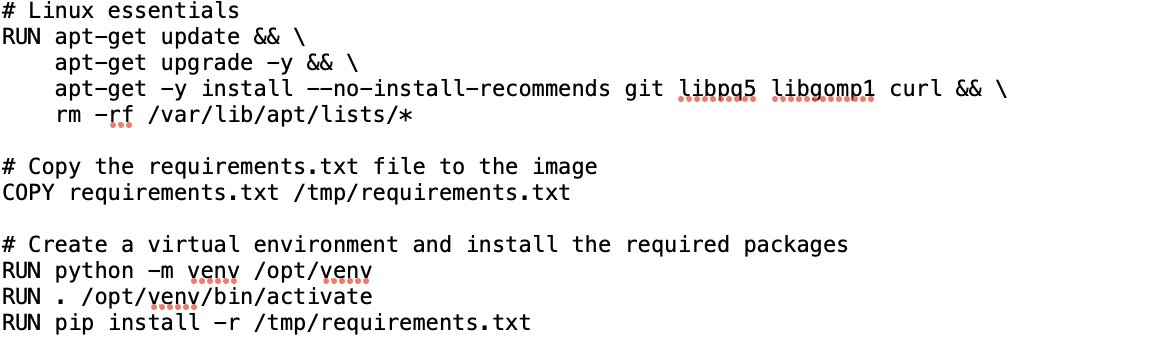 # Linux essentials
RUN apt-get update && \
    apt-get upgrade -y && \
    apt-get -y install --no-install-recommends git libpq5 libgomp1 curl && \
    rm -rf /var/lib/apt/lists/*

# Copy the requirements.txt file to the image
COPY requirements.txt /tmp/requirements.txt

# Create a virtual environment and install the required packages
RUN python -m venv /opt/venv
RUN . /opt/venv/bin/activate
RUN pip install -r /tmp/requirements.txt